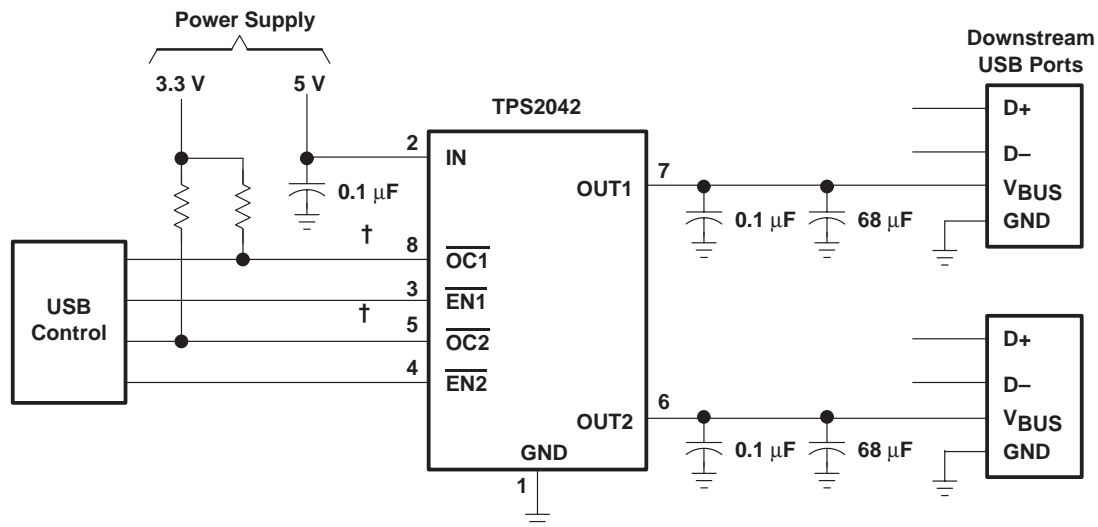 Power Supply
3.3 V
5 V
TPS2042
Downstream
USB Ports
2
IN
0.1 μF
7
OUT1
0.1 μF
68 μF
D+
D–
VBUS
GND
†
8
OC1
3
EN1
†
5
OC2
4
EN2
USB
Control
6
OUT2
0.1 μF
68 μF
D+
D–
VBUS
GND
GND
1